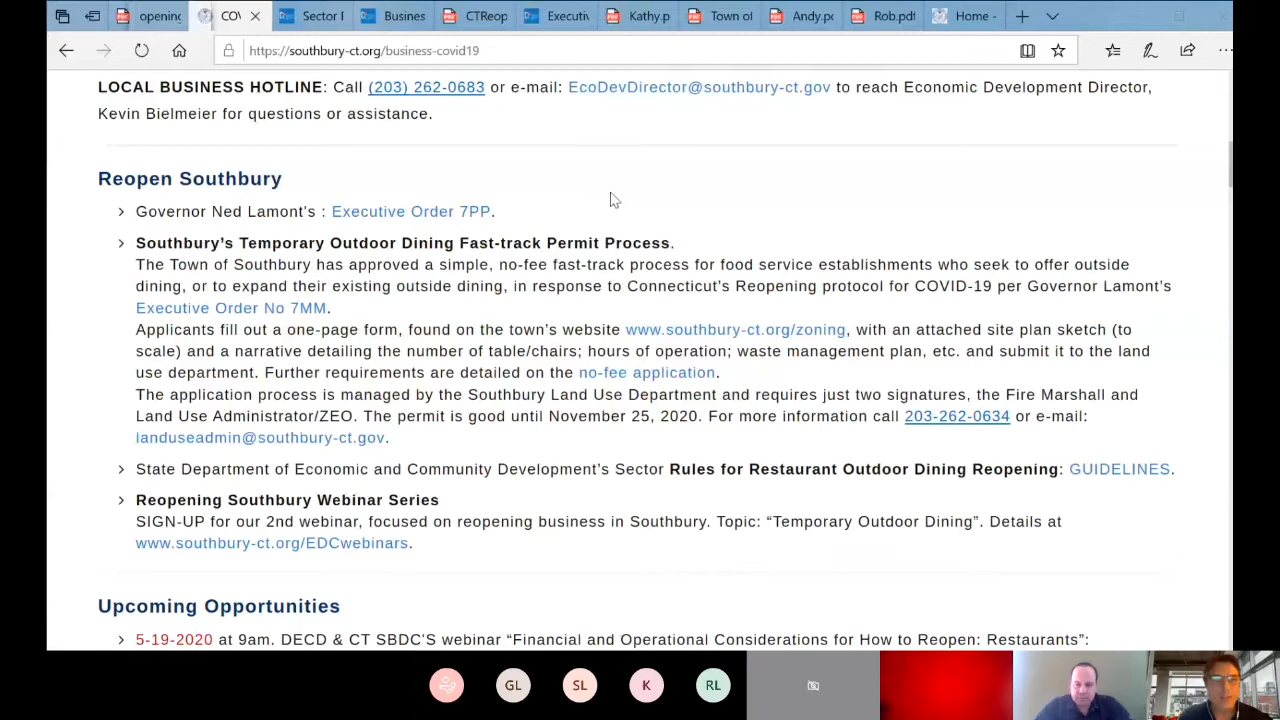 opening
COV
Sector F
Busines
CTReop
Executiv
Kathy.p
Town of
Andy.pd
Rob.pdf
Home -
https://southbury-ct.org/business-covid19
LOCAL BUSINESS HOTLINE: Call (203) 262-0683 or e-mail: EcoDevDirector@southbury-ct.gov to reach Economic Development Director,
Kevin Bielmeier for questions or assistance.
Reopen Southbury
Governor Ned Lamont's : Executive Order 7PP.
Southbury's Temporary Outdoor Dining Fast-track Permit Process.
The Town of Southbury has approved a simple, no-fee fast-track process for food service establishments who seek to offer outside
dining, or to expand their existing outside dining, in response to Connecticut's Reopening protocol for COVID-19 per Governor Lamont's
Executive Order No 7MM.
Applicants fill out a one-page form, found on the town's website www.southbury-ct.org/zoning, with an attached site plan sketch (to
scale) and a narrative detailing the number of table/chairs; hours of operation; waste management plan, etc. and submit it to the land
use department. Further requirements are detailed on the no-fee application.
The application process is managed by the Southbury Land Use Department and requires just two signatures, the Fire Marshall and
Land Use Administrator/ZEO. The permit is good until November 25, 2020. For more information call 203-262-0634 or e-mail:
landuseadmin@southbury-ct.gov.
State Department of Economic and Community Development's Sector Rules for Restaurant Outdoor Dining Reopening: GUIDELINES.
Reopening Southbury Webinar Series
SIGN-UP for our 2nd webinar, focused on reopening business in Southbury. Topic: “Temporary Outdoor Dining”. Details at
www.southbury-ct.org/EDCwebinars.
Upcoming Opportunities
5-19-2020 at 9am. DECD & CT SBDC'S webinar “Financial and Operational Considerations for How to Reopen: Restaurants”:
GL
SL
K
RL